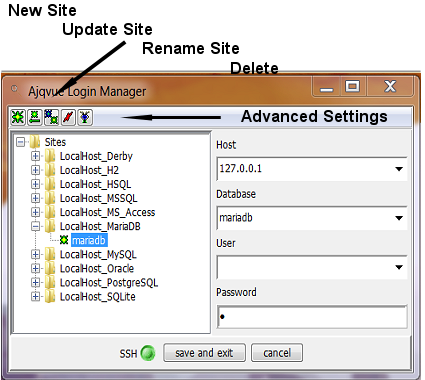 New Site
Update Site
Rename Site
Delete
Ajqvue Login Manager
Advanced Settings
Sites
LocalHost_Derby
LocalHost_H2
LocalHost_HSQL
LocalHost_MSSQL
LocalHost_MS_Access
LocalHost_MariaDB
mariadb
LocalHost_MySQL
LocalHost_Oracle
LocalHost_PostgreSQL
LocalHost_SQLite
Host
127.0.0.1
Database
mariadb
User
Password
SSH save and exit cancel